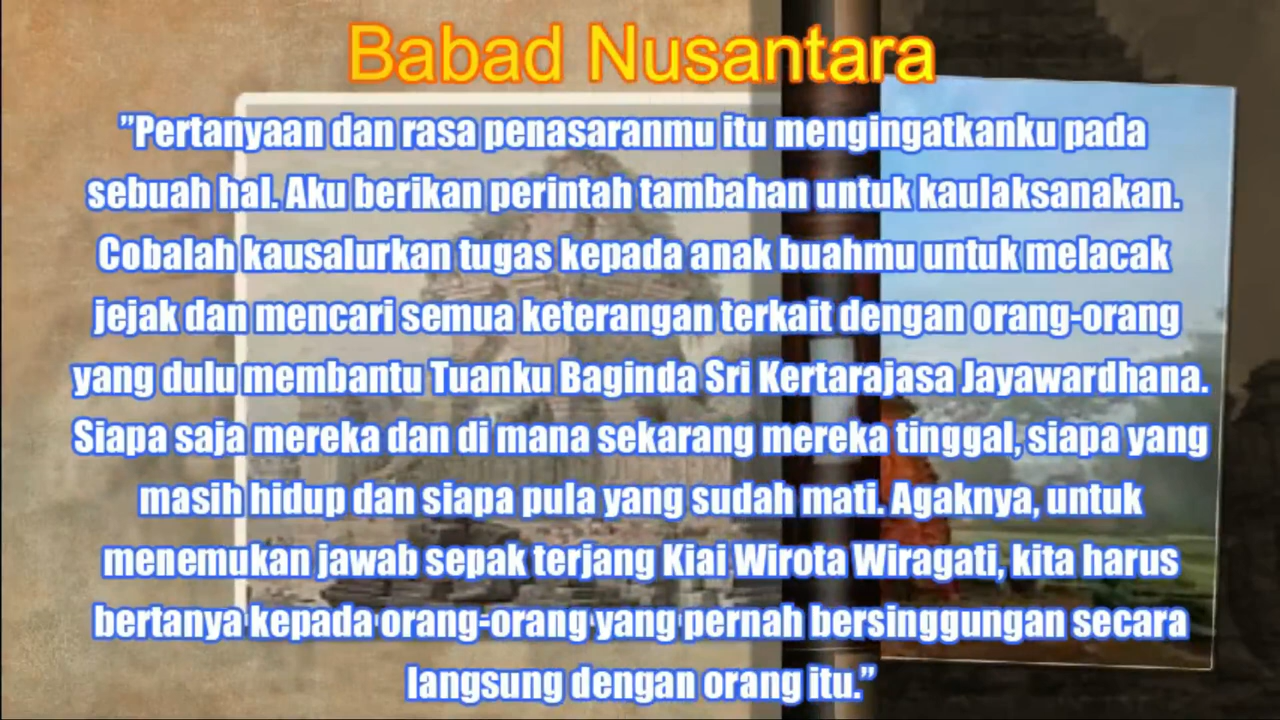 Babad Nusantara
”Pertanyaan dan rasa penasaranmu itu mengingatkanku pada
sebuah hal. Aku berikan perintah tambahan untuk kaulaksanakan.
Cobalah kausalurkan tugas kepada anak buahmu untuk melacak
jejak dan mencari semua keterangan terkait dengan orang-orang
yang dulu membantu Tuanku Baginda Sri Kertarajasa Jayawardhana.
Siapa saja mereka dan di mana sekarang mereka tinggal, siapa yang
masih hidup dan siapa pula yang sudah mati. Agaknya, untuk
menemukan jawab sepak terjang Kiai Wirota Wiragati, kita harus
bertanya kepada orang-orang yang pernah bersinggungan secara
langsung dengan orang itu.”